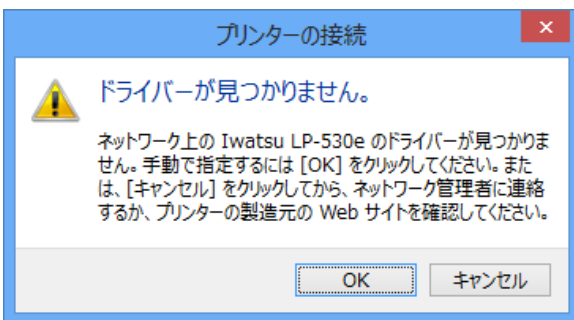 プリンターの接続
ドライバーが見つかりません。
ネットワーク上の Iwatsu LP-530e のドライバーが見つかりま
せん。手動で指定するには [OK] をクリックしてください。また
は、[キャンセル] をクリックしてから、ネットワーク管理者に連絡
するか、プリンターの製造元の Web サイトを確認してください。
OK
キャンセル